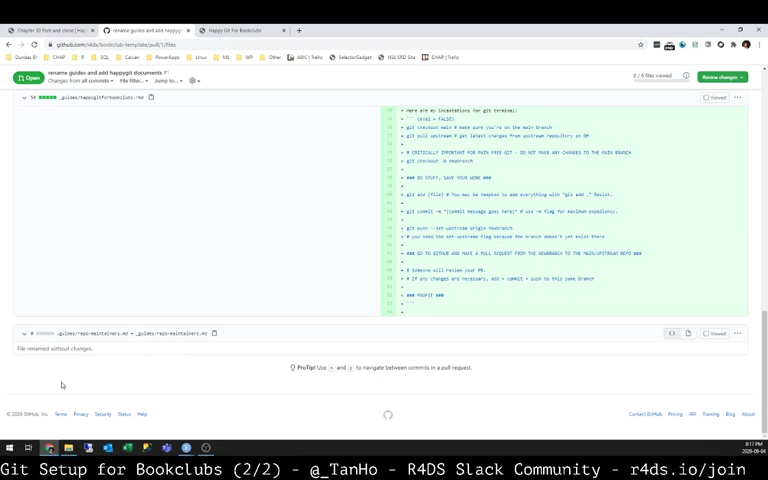 Chapter 30 Fork and clone | Ha
rename guides and add happygit
Happy Git For Bookclubs
github.com/r4ds/bookclub-template/pull/1/files
Dundas BI
CHAP
R
SQL
Caivan
PowerApps
Linux
ML
WP
Other
ABC | Trello
SelectorGadget
NSE ERD Site
CHAP | Trello
Open
rename guides and add happygit documents #1
Changes from all commits
File filter...
Jump to...
0 / 6 files viewed
Review changes
54 _guides/happygitforbookclubs.rmd
Viewed
+ Here are my incantations for git terminal:
+ ``` {eval = FALSE}
+ git checkout main # make sure you're on the main branch
+ git pull upstream # get latest changes from upstream repository on GH
+
+ # CRITICALLY IMPORTANT FOR PAIN FREE GIT - DO NOT MAKE ANY CHANGES TO THE MAIN BRANCH
+ git checkout -b newbranch
+
+ ### DO STUFF, SAVE YOUR WORK ###
+
+ git add {file} # You may be tempted to add everything with "git add ." Resist.
+
+ git commit -m "{commit message goes here}" # use -m flag for maximum expediency.
+
+ git push --set-upstream origin newbranch
+ # you need the set-upstream flag because the branch doesn't yet exist there
+
+ ### GO TO GITHUB AND MAKE A PULL REQUEST FROM THE NEWBRANCH TO THE MAIN/UPSTREAM REPO ###
+
+ # Someone will review your PR.
+ # If any changes are necessary, add + commit + push to this same branch
+
+ ### PROFIT ###
+ ```
+
0 .guides/repo-maintainers.md → _guides/repo-maintainers.md
Viewed
File renamed without changes.
ProTip! Use n and p to navigate between commits in a pull request.
© 2020 GitHub, Inc.
Terms
Privacy
Security
Status
Help
Contact GitHub
Pricing
API
Training
Blog
About
8:17 PM
2020-09-04
Git Setup for Bookclubs (2/2) - @_TanHo - R4DS Slack Community - r4ds.io/join